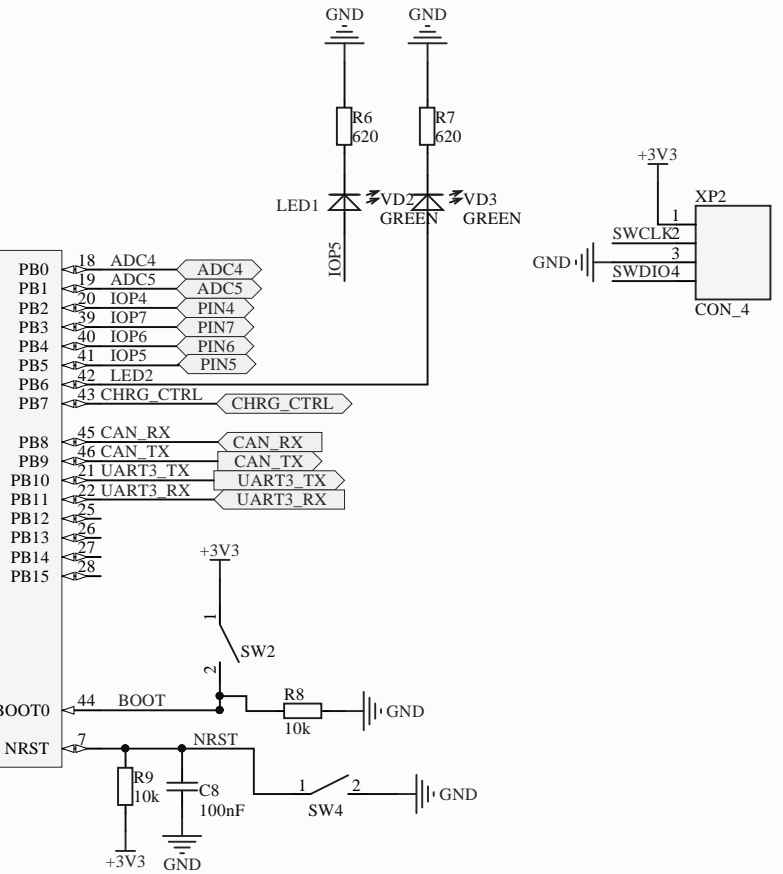 GND
GND
R6
620
R7
620
+3V3
XP2
LED1
VD2
GREEN
VD3
GREEN
1
SWCLK2
3
GND
SWDIO4
CON_4
IOP5
PB0 18 ADC4 ADC4
PB1 19 ADC5 ADC5
PB2 20 IOP4 PIN4
PB3 39 IOP7 PIN7
PB4 40 IOP6 PIN6
PB5 41 IOP5 PIN5
PB6 42 LED2
PB7 43 CHRG_CTRL CHRG_CTRL
PB8 45 CAN_RX CAN_RX
PB9 46 CAN_TX CAN_TX
PB10 21 UART3_TX UART3_TX
PB11 22 UART3_RX UART3_RX
PB12 25
PB13 26
PB14 27
PB15 28
+3V3
1
SW2
2
BOOT0 44 BOOT
R8
10k
GND
NRST 7 NRST
R9
10k
C8
100nF
1 2
SW4
GND
+3V3
GND